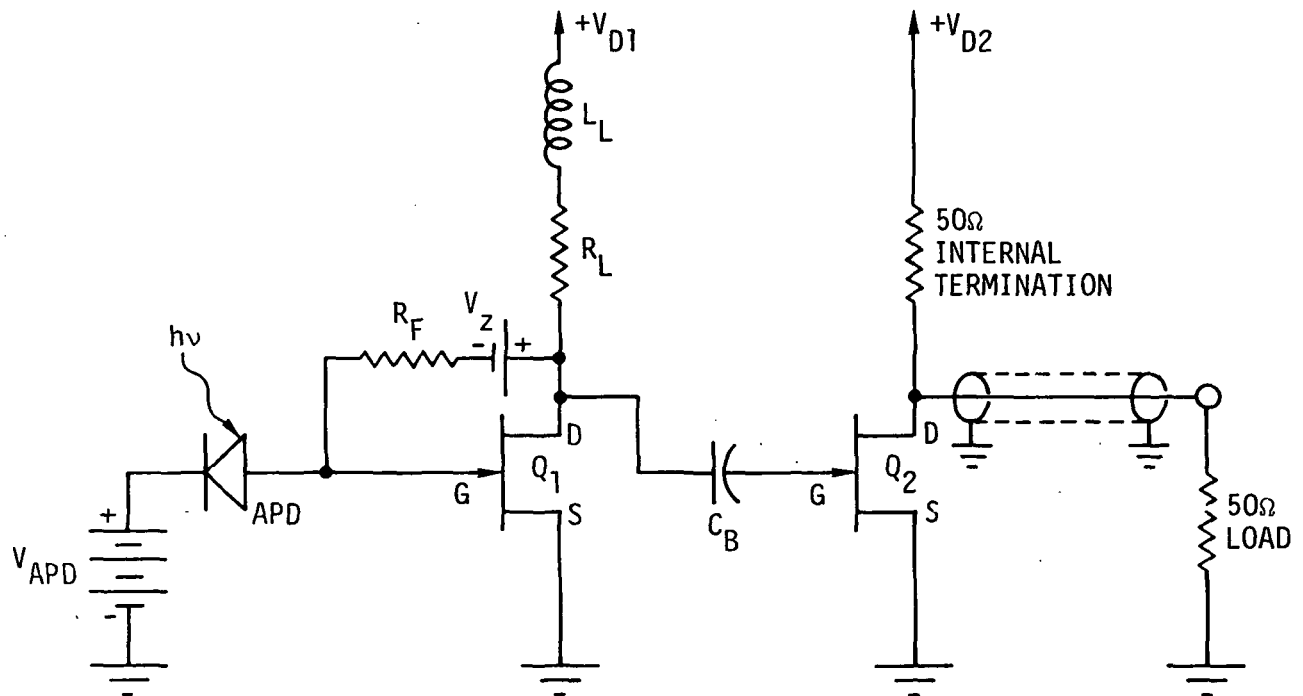 +V_D1
+V_D2
L_L
R_L
50Ω
INTERNAL
TERMINATION
hν
R_F
V_z
-
+
D
Q_1
G
S
APD
+
V_APD
-
C_B
D
Q_2
G
S
50Ω
LOAD